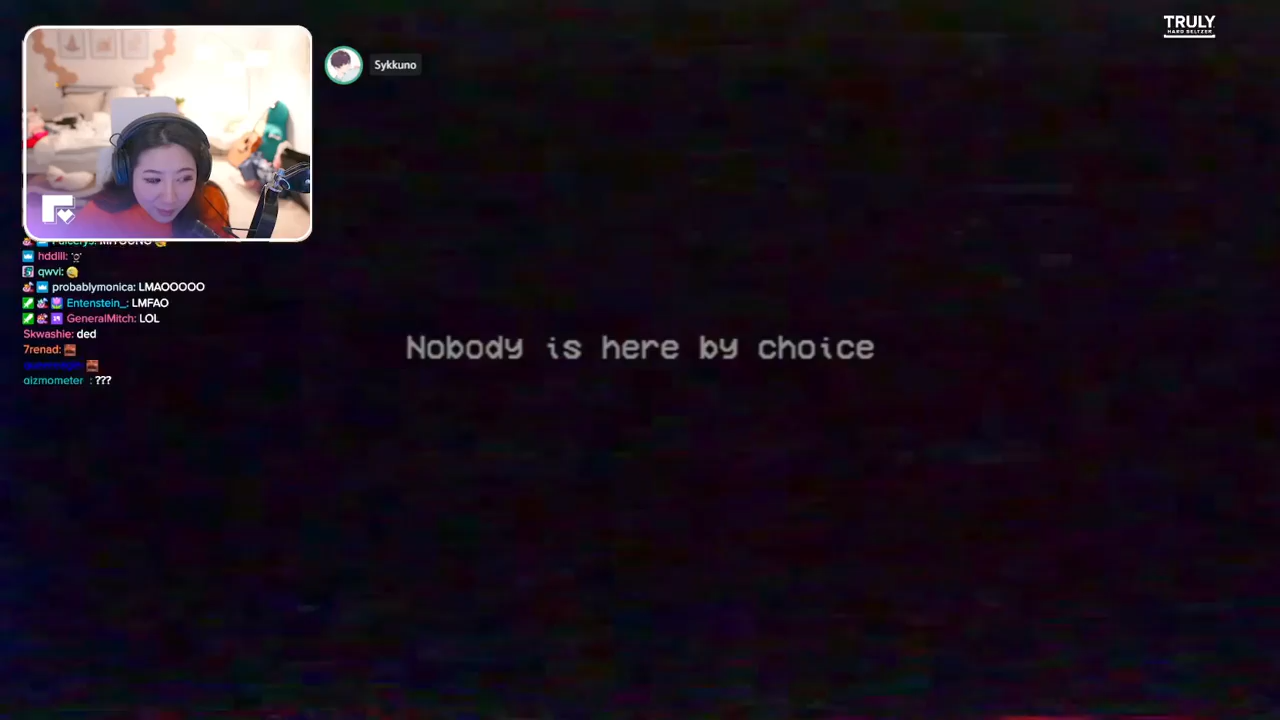 TRULY
HARD SELTZER
Sykkuno
hddill:
qwvi:
probablymonica: LMAOOOOO
Entenstein_: LMFAO
GeneralMitch: LOL
Nobody is here by choice
Skwashie: ded
7renad:
aizmometer : ???